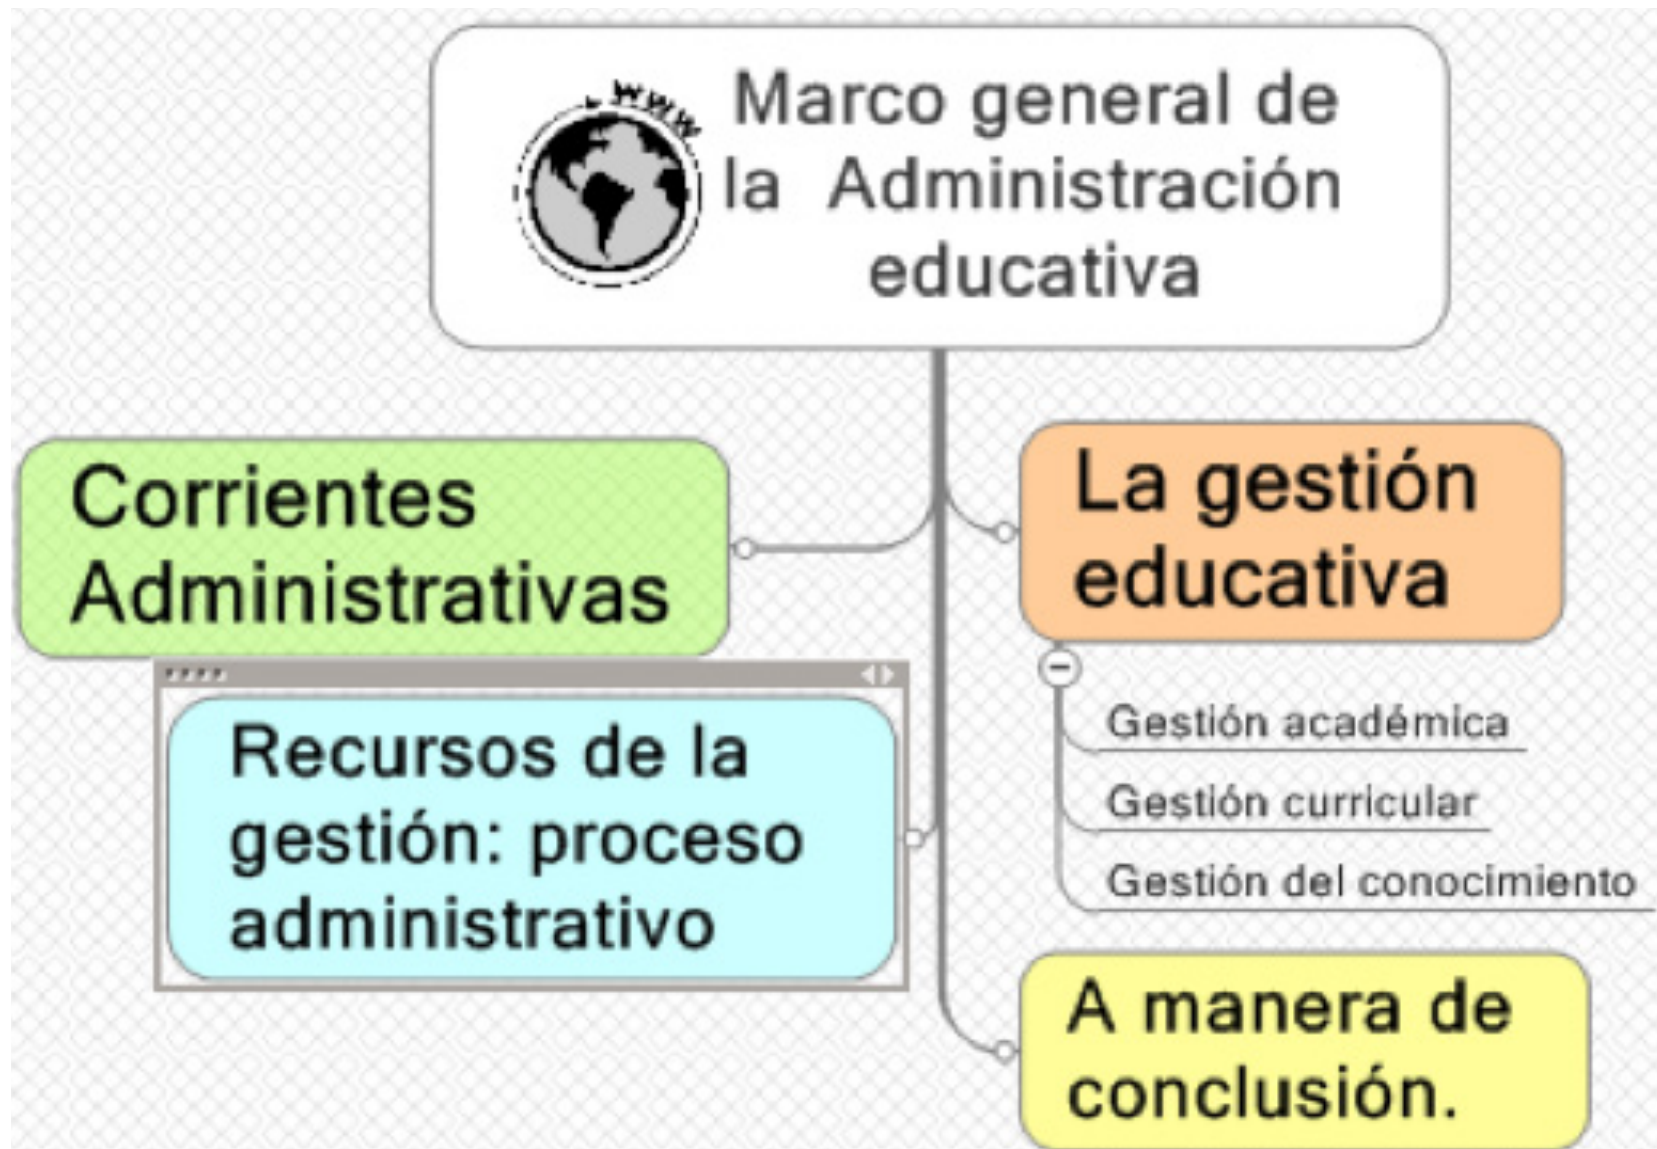 www
Marco general de
la Administración
educativa
Corrientes
Administrativas
La gestión
educativa
Gestión académica
Gestión curricular
Gestión del conocimiento
Recursos de la
gestión: proceso
administrativo
A manera de
conclusión.